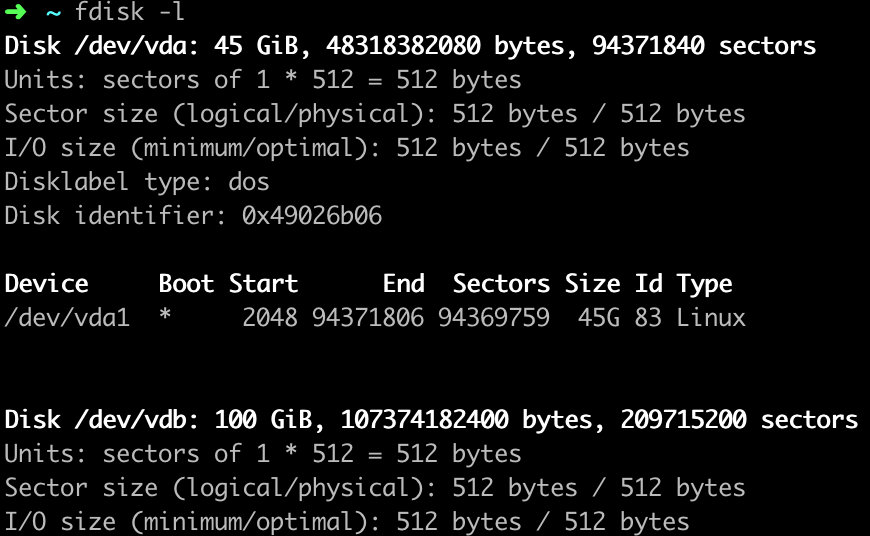 ➜ ~ fdisk -l
Disk /dev/vda: 45 GiB, 48318382080 bytes, 94371840 sectors
Units: sectors of 1 * 512 = 512 bytes
Sector size (logical/physical): 512 bytes / 512 bytes
I/O size (minimum/optimal): 512 bytes / 512 bytes
Disklabel type: dos
Disk identifier: 0x49026b06
Device     Boot Start      End  Sectors Size Id Type
/dev/vda1  *     2048 94371806 94369759  45G 83 Linux
Disk /dev/vdb: 100 GiB, 107374182400 bytes, 209715200 sectors
Units: sectors of 1 * 512 = 512 bytes
Sector size (logical/physical): 512 bytes / 512 bytes
I/O size (minimum/optimal): 512 bytes / 512 bytes